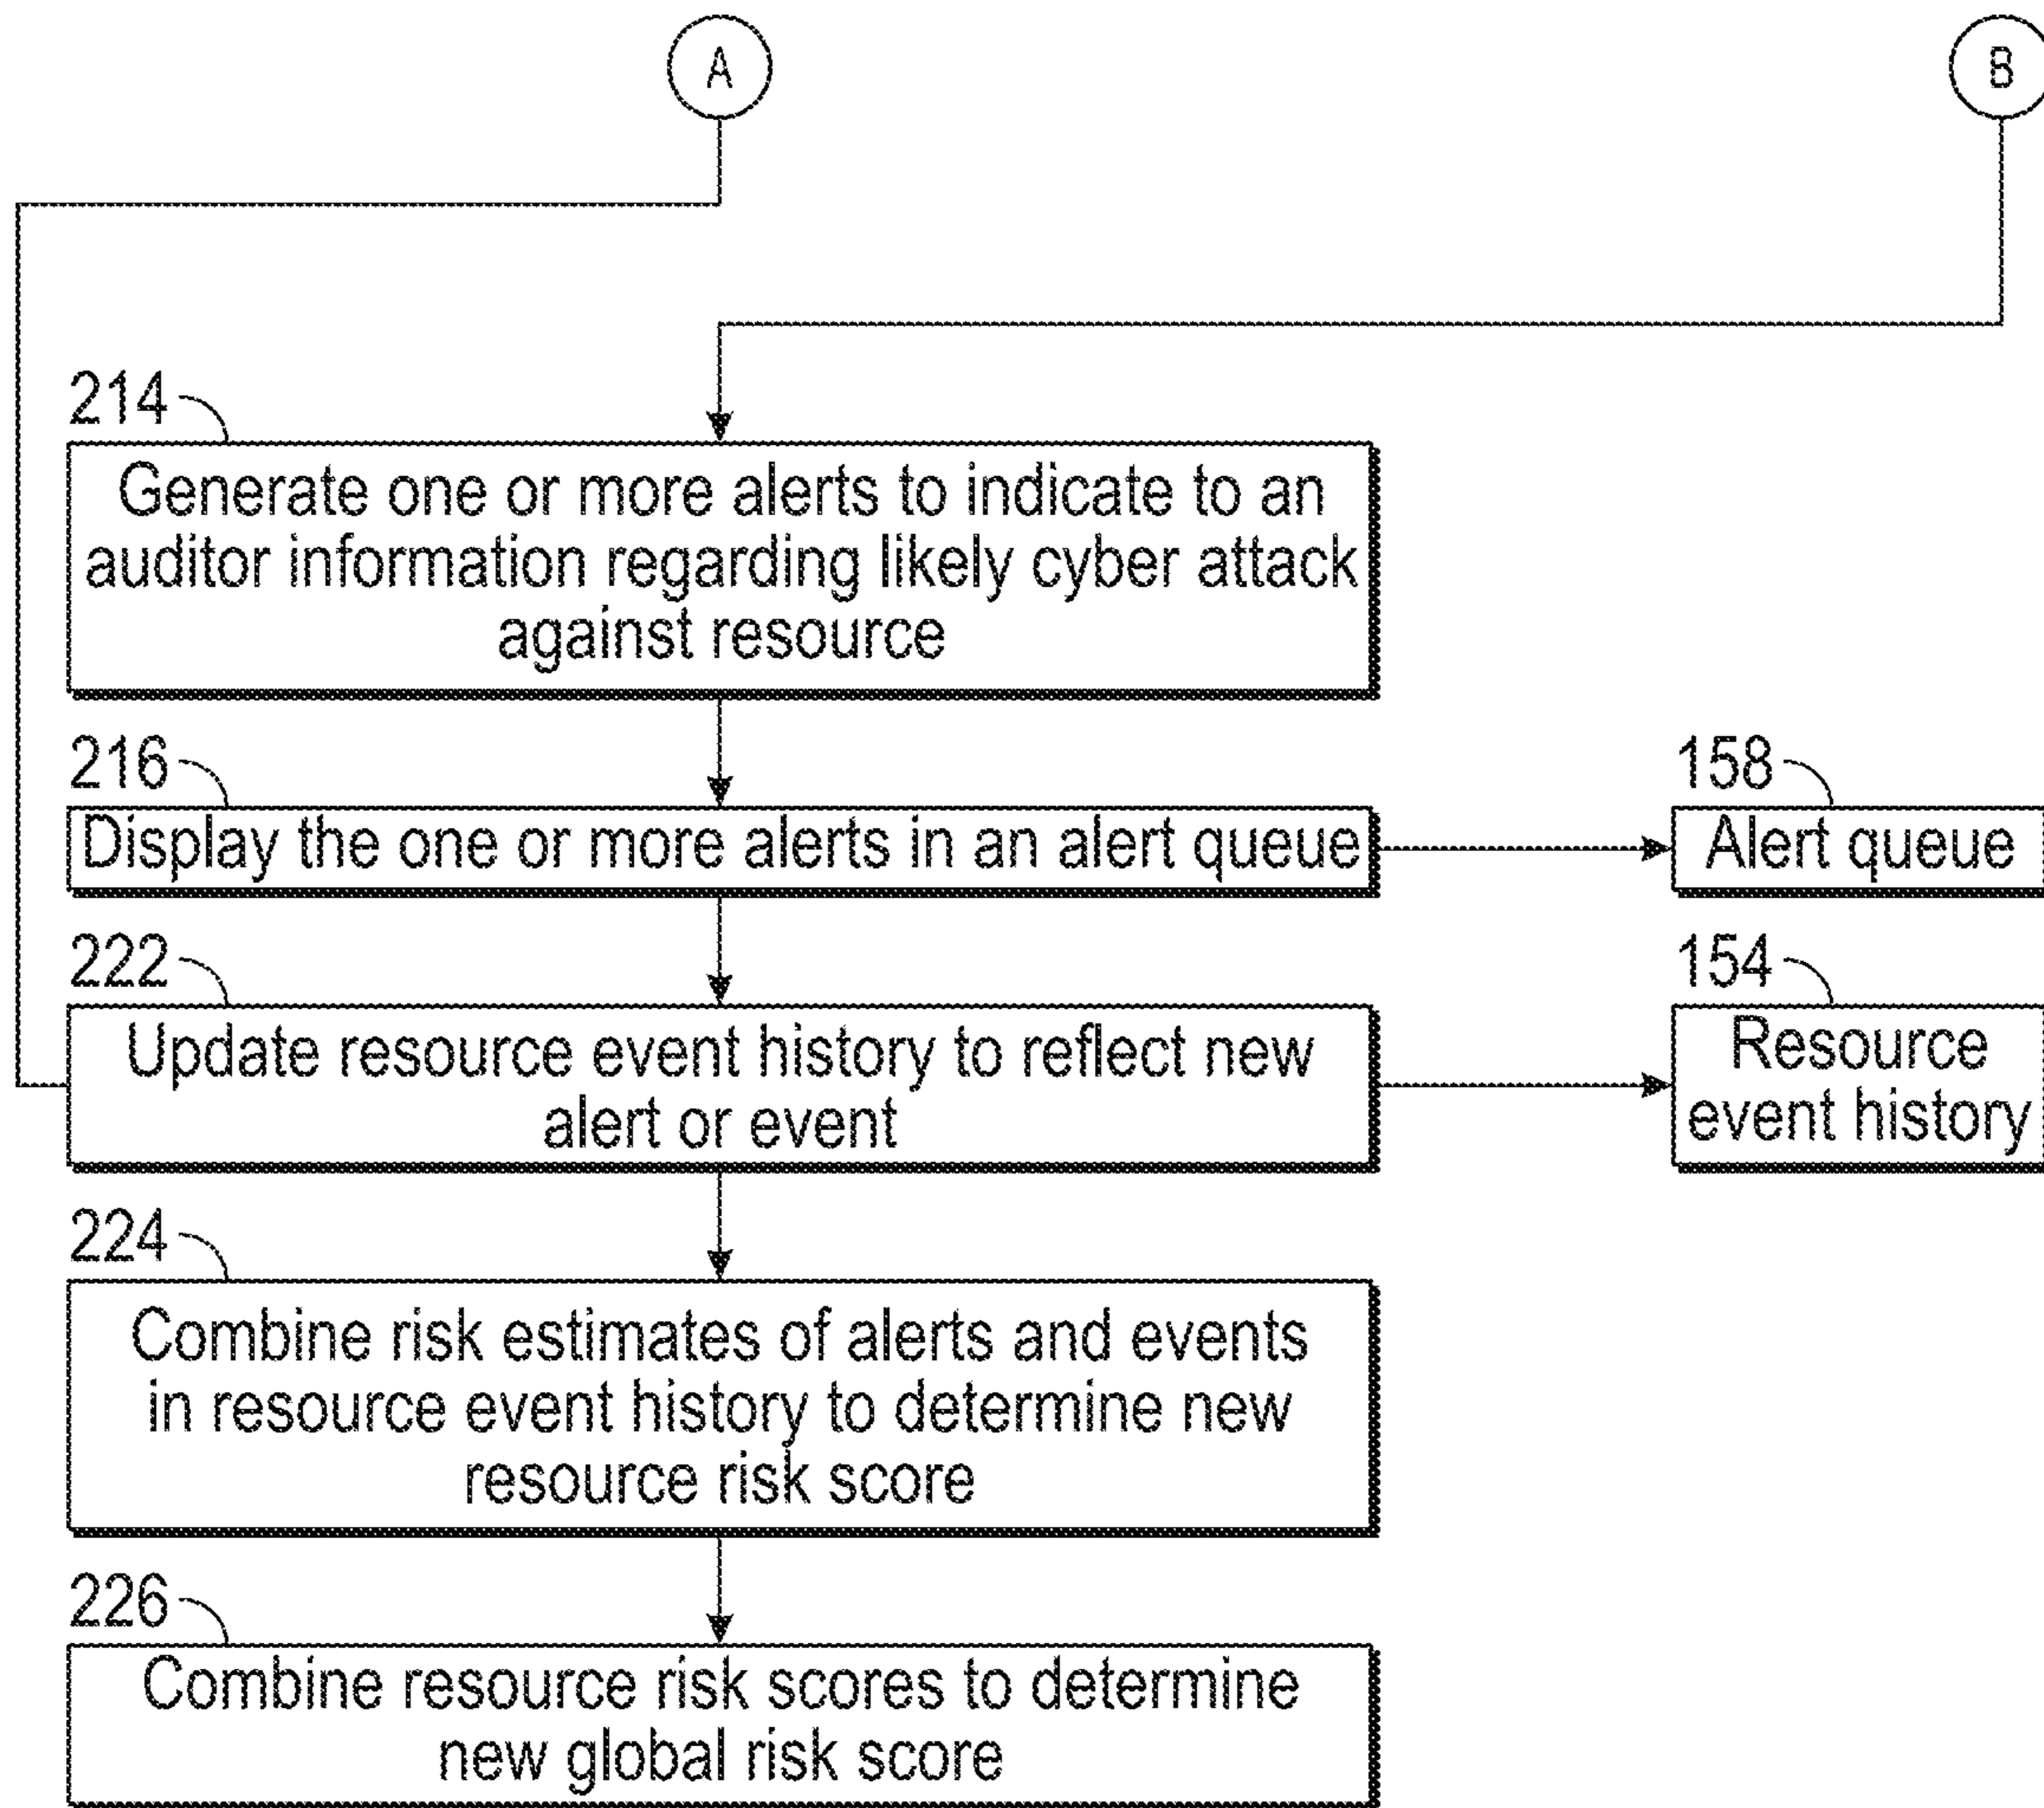 A
B
214
Generate one or more alerts to indicate to an
auditor information regarding likely cyber attack
against resource
216
Display the one or more alerts in an alert queue
158
Alert queue
222
Update resource event history to reflect new
alert or event
154
Resource
event history
224
Combine risk estimates of alerts and events
in resource event history to determine new
resource risk score
226
Combine resource risk scores to determine
new global risk score